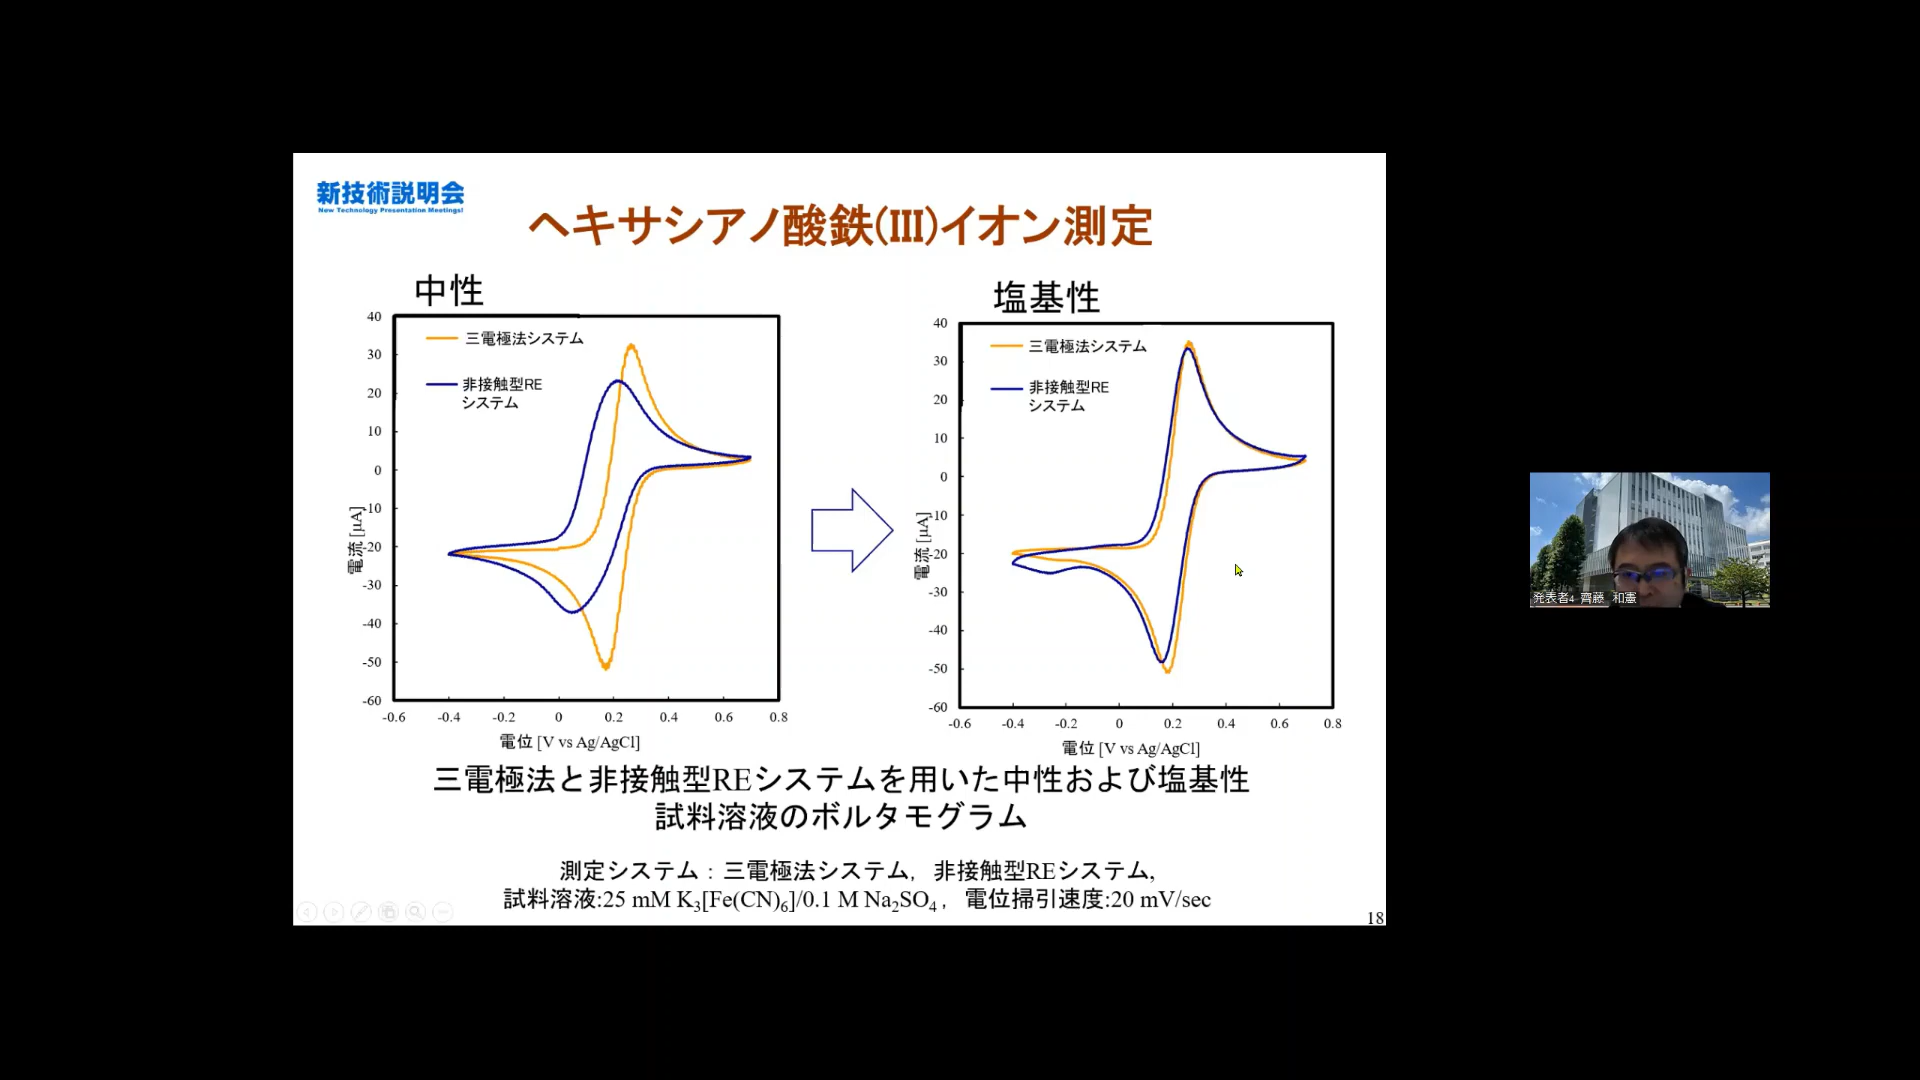 新技術説明会
New Technology Presentation Meetings!
ヘキサシアノ酸鉄(III)イオン測定
中性
40
30
20
10
0
-10
-20
-30
-40
-50
-60
-0.6 -0.4 -0.2 0 0.2 0.4 0.6 0.8
電流 [μA]
電位 [V vs Ag/AgCl]
三電極法システム
非接触型RE
システム
塩基性
40
30
20
10
0
-10
-20
-30
-40
-50
-60
-0.6 -0.4 -0.2 0 0.2 0.4 0.6 0.8
電流 [μA]
電位 [V vs Ag/AgCl]
三電極法システム
非接触型RE
システム
三電極法と非接触型REシステムを用いた中性および塩基性
試料溶液のボルタモグラム
測定システム：三電極法システム, 非接触型REシステム,
試料溶液:25 mM K₃[Fe(CN)₆]/0.1 M Na₂SO₄ , 電位掃引速度:20 mV/sec
18
発表者4 齊藤 和憲